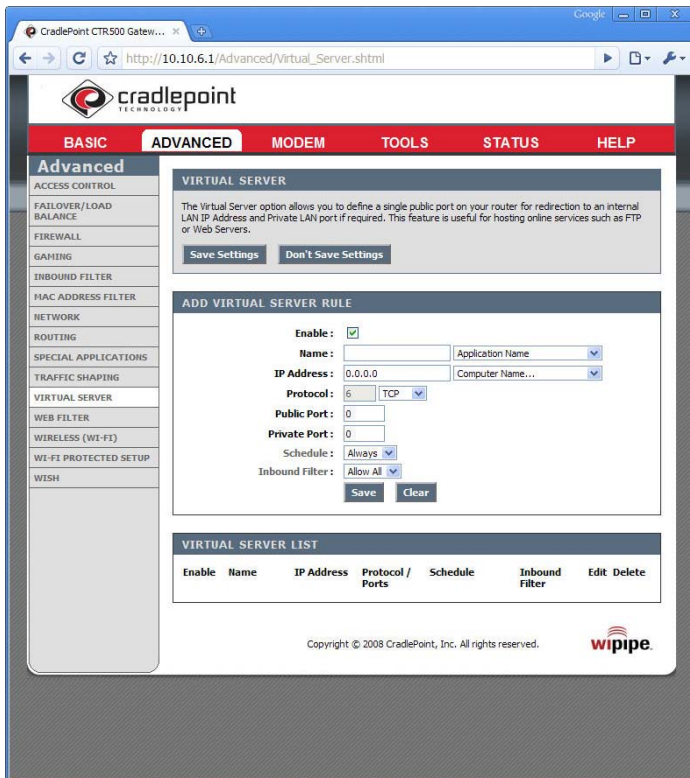 Google
CradlePoint CTR500 Gatew...
http://10.10.6.1/Advanced/Virtual_Server.shtml
cradlepoint
TECHNOLOGY
BASIC ADVANCED MODEM TOOLS STATUS HELP
Advanced
ACCESS CONTROL
FAILOVER/LOAD
BALANCE
FIREWALL
GAMING
INBOUND FILTER
MAC ADDRESS FILTER
NETWORK
ROUTING
SPECIAL APPLICATIONS
TRAFFIC SHAPING
VIRTUAL SERVER
WEB FILTER
WIRELESS (WI-FI)
WI-FI PROTECTED SETUP
WISH
VIRTUAL SERVER
The Virtual Server option allows you to define a single public port on your router for redirection to an internal
LAN IP Address and Private LAN port if required. This feature is useful for hosting online services such as FTP
or Web Servers.
Save Settings Don't Save Settings
ADD VIRTUAL SERVER RULE
Enable :
Name : Application Name
IP Address : 0.0.0.0 Computer Name...
Protocol : 6 TCP
Public Port : 0
Private Port : 0
Schedule : Always
Inbound Filter : Allow All
Save Clear
VIRTUAL SERVER LIST
Enable Name IP Address Protocol / Schedule Inbound Edit Delete
Ports Filter
Copyright © 2008 CradlePoint, Inc. All rights reserved.
wipipe.